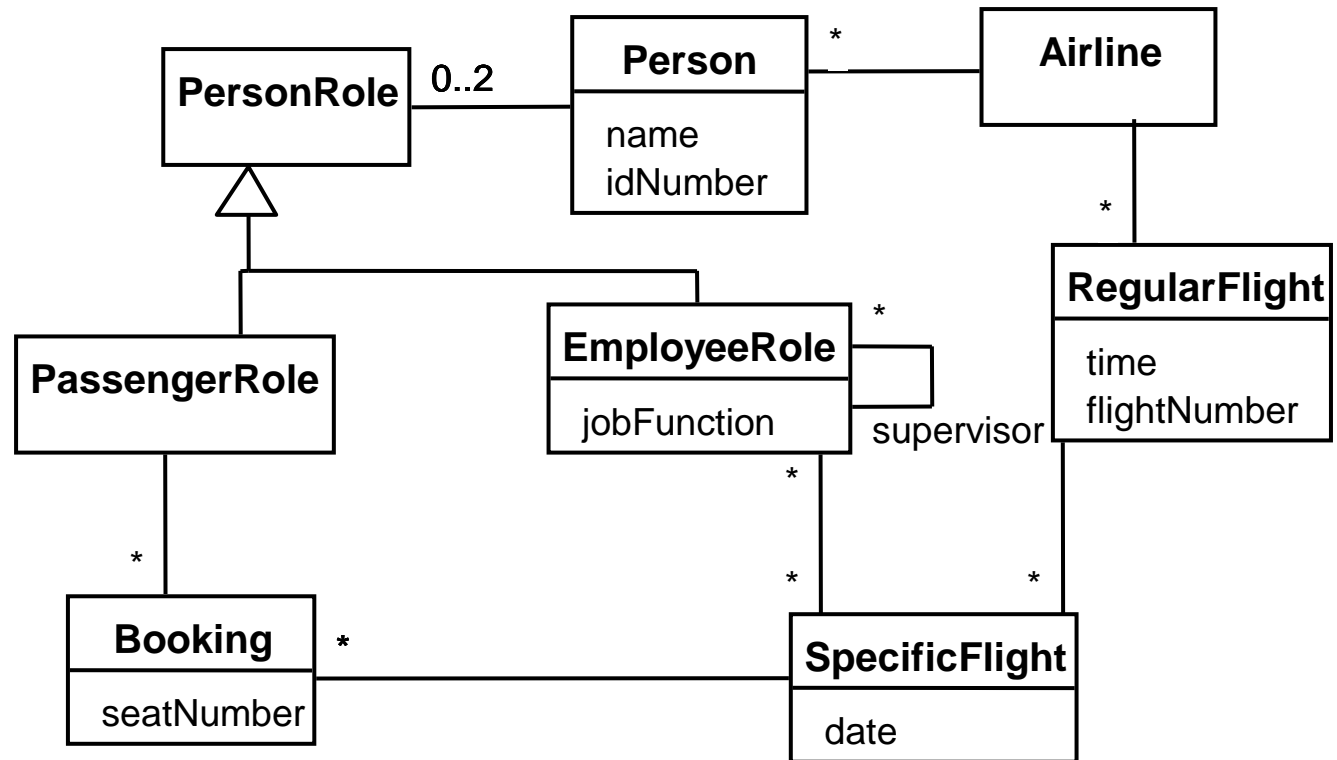 *
PersonRole
0..2
Person
Airline
name
idNumber
*
RegularFlight
time
flightNumber
PassengerRole
EmployeeRole
*
jobFunction
supervisor
*
*
*
*
Booking
*
seatNumber
SpecificFlight
date